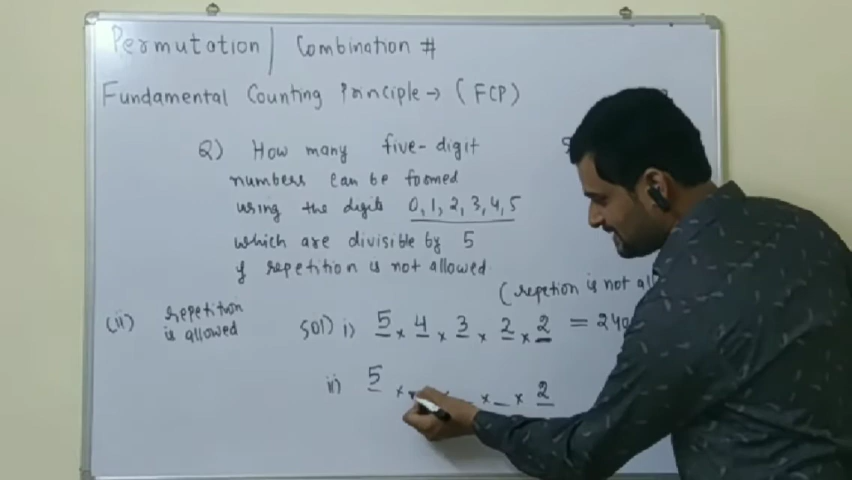 Permutation / Combination #
Fundamental Counting Principle → (FCP)
Q) How many five-digit
numbers can be formed
using the digits 0, 1, 2, 3, 4, 5
which are divisible by 5
if repetition is not allowed.
(repetion is not
(ii) repetition
is allowed
sol) i) 5 × 4 × 3 × 2 × 2 = 240
ii) 5 × _ × _ × _ × 2